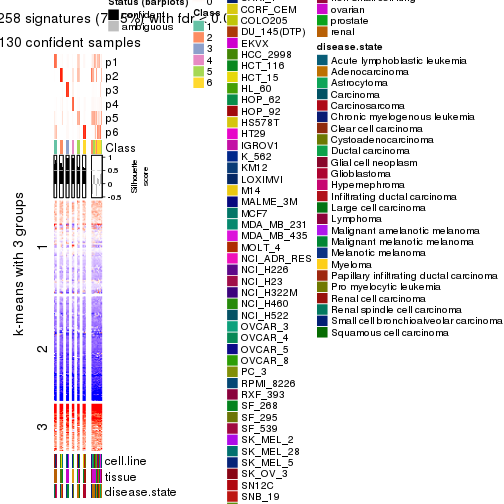 Status (barplots)
confident
ambiguous
258 signatures
with fdr < 0.0
130 confident samples
p1
p2
p3
p4
p5
p6
Class
1
0.5
0
-0.5
Silhouette
score
k-means with 3 groups
1
2
3
cell.line
tissue
disease.state
Class
1
2
3
4
5
6
CCRF_CEM
COLO205
DU_145(DTP)
EKVX
HCC_2998
HCT_116
HCT_15
HL_60
HOP_62
HOP_92
HS578T
HT29
IGROV1
K_562
KM12
LOXIMVI
M14
MALME_3M
MCF7
MDA_MB_231
MDA_MB_435
MOLT_4
NCI_ADR_RES
NCI_H226
NCI_H23
NCI_H322M
NCI_H460
NCI_H522
OVCAR_3
OVCAR_4
OVCAR_5
OVCAR_8
PC_3
RPMI_8226
RXF_393
SF_268
SF_295
SF_539
SK_MEL_2
SK_MEL_28
SK_MEL_5
SK_OV_3
SN12C
SNB_19
ovarian
prostate
renal
disease.state
Acute lymphoblastic leukemia
Adenocarcinoma
Astrocytoma
Carcinoma
Carcinosarcoma
Chronic myelogenous leukemia
Clear cell carcinoma
Cystoadenocarcinoma
Ductal carcinoma
Glial cell neoplasm
Glioblastoma
Hypernephroma
Infiltrating ductal carcinoma
Large cell carcinoma
Lymphoma
Malignant amelanotic melanoma
Malignant melanotic melanoma
Melanotic melanoma
Myeloma
Papillary infiltrating ductal carcinoma
Pro myelocytic leukemia
Renal cell carcinoma
Renal spindle cell carcinoma
Small cell bronchioalveolar carcinoma
Squamous cell carcinoma